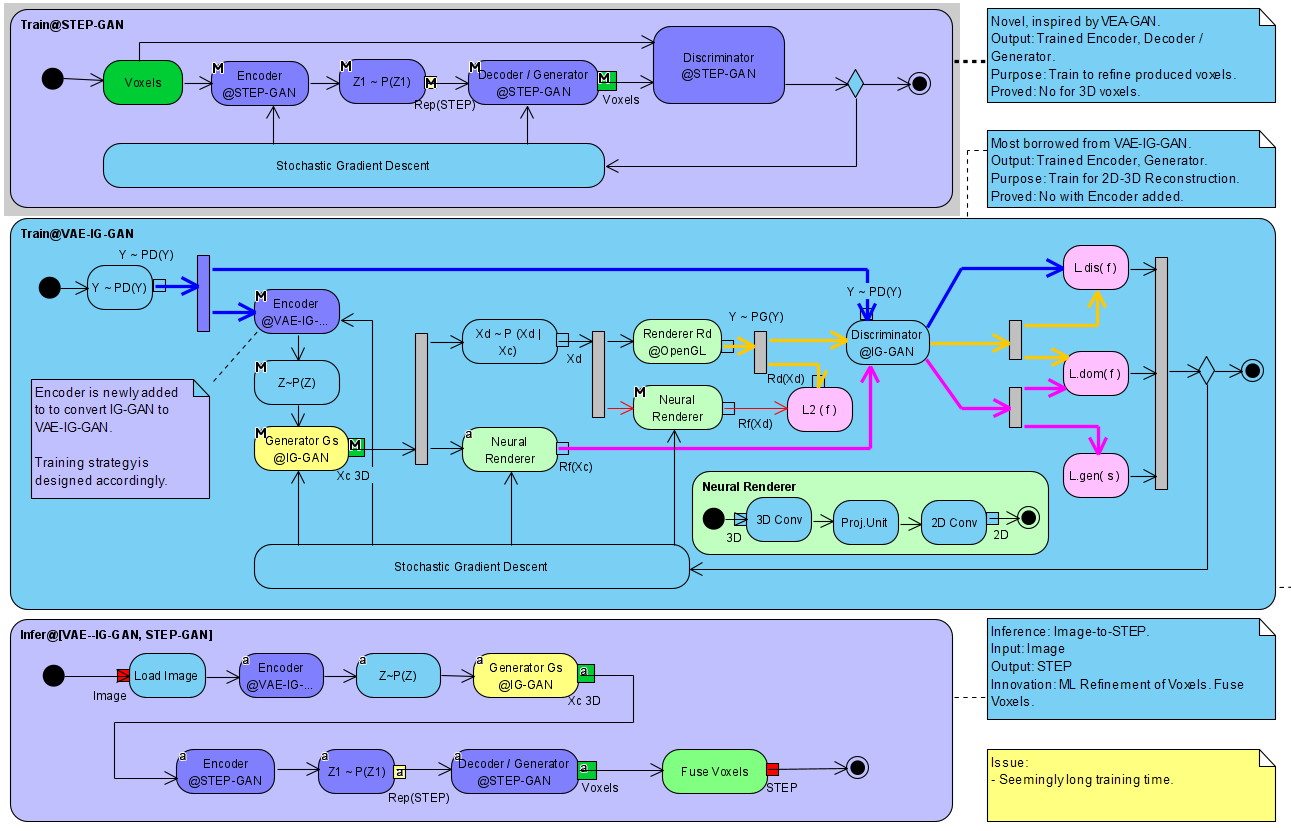 Train@STEP-GAN
Voxels
M
Encoder
@STEP-GAN
M
Z1 ~ P(Z1)
M
Rep(STEP)
M
Decoder / Generator
@STEP-GAN
M
Voxels
Discriminator
@STEP-GAN
Stochastic Gradient Descent
Novel, inspired by VEA-GAN.
Output: Trained Encoder, Decoder /
Generator.
Purpose: Train to refine produced voxels.
Proved: No for 3D voxels.
Most borrowed from VAE-IG-GAN.
Output: Trained Encoder, Generator.
Purpose: Train for 2D-3D Reconstruction.
Proved: No with Encoder added.
Train@VAE-IG-GAN
Y ~ PD(Y)
Y ~ PD(Y)
M
Encoder
@VAE-IG-...
M
Z~P(Z)
M
Generator Gs
@IG-GAN
M
Xc 3D
Encoder is newly added
to to convert IG-GAN to
VAE-IG-GAN.
Training strategy is
designed accordingly.
Xd ~ P (Xd |
Xc)
Xd
a
Neural
Renderer
Rf(Xc)
Renderer Rd
@OpenGL
Y ~ PG(Y)
Rd(Xd)
M
Neural
Renderer
Rf(Xd)
L2 ( f )
Y ~ PD(Y)
Discriminator
@IG-GAN
L.dis( f )
L.dom( f )
L.gen( s )
Neural Renderer
3D
3D Conv
Proj.Unit
2D Conv
2D
Stochastic Gradient Descent
Infer@[VAE--IG-GAN, STEP-GAN]
Image
Load Image
a
Encoder
@VAE-IG-...
a
Z~P(Z)
a
Generator Gs
@IG-GAN
a
Xc 3D
a
Encoder
@STEP-GAN
a
Z1 ~ P(Z1)
a
Rep(STEP)
a
Decoder / Generator
@STEP-GAN
a
Voxels
Fuse Voxels
STEP
Inference: Image-to-STEP.
Input: Image
Output: STEP
Innovation: ML Refinement of Voxels. Fuse
Voxels.
Issue:
- Seemingly long training time.